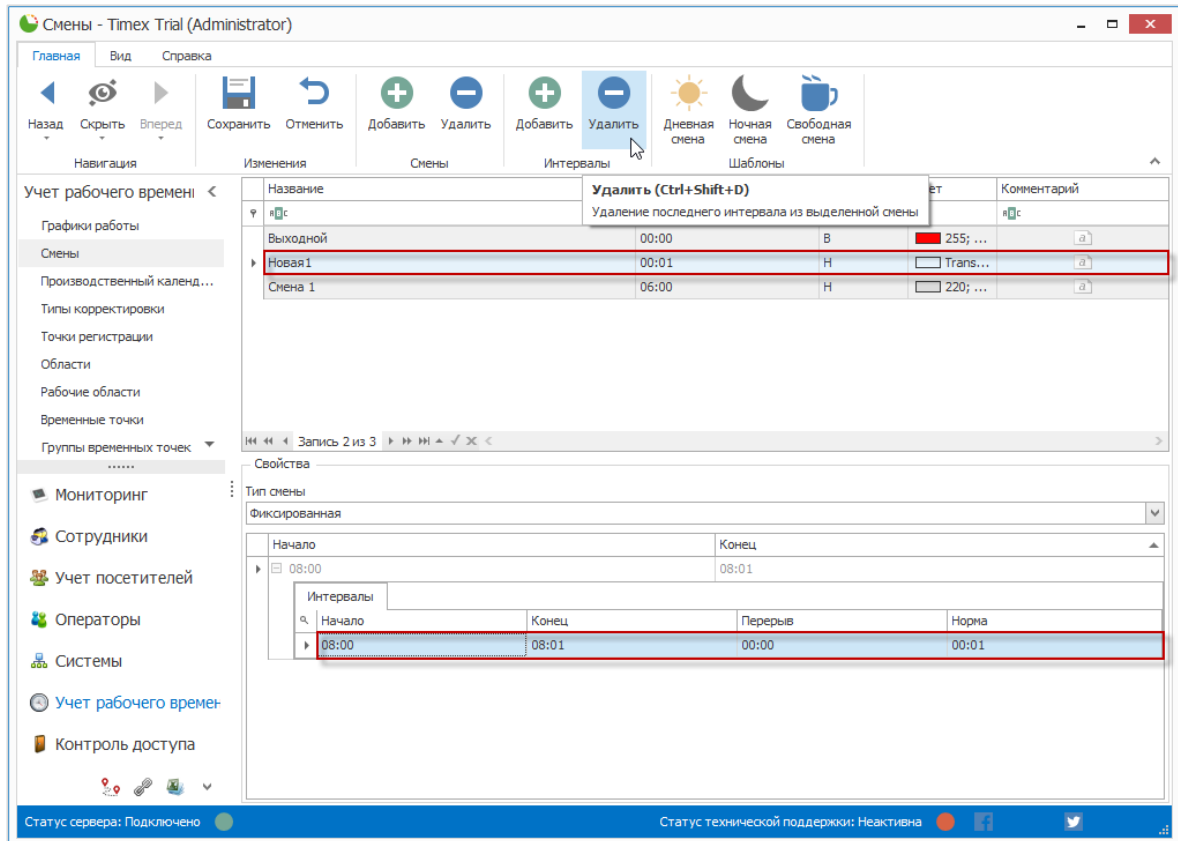 Смены - Timex Trial (Administrator)
Главная Вид Справка
Назад Скрыть Вперед Сохранить Отменить Добавить Удалить Добавить Удалить Дневная смена Ночная смена Свободная смена
Навигация Изменения Смены Интервалы Шаблоны
Учет рабочего времени
Графики работы
Смены
Производственный календ...
Типы корректировки
Точки регистрации
Области
Рабочие области
Временные точки
Группы временных точек
Мониторинг
Сотрудники
Учет посетителей
Операторы
Системы
Учет рабочего времен
Контроль доступа
Название Комментарий
Удалить (Ctrl+Shift+D)
Удаление последнего интервала из выделенной смены
Выходной 00:00 В 255; ...
Новая1 00:01 Н Trans...
Смена 1 06:00 Н 220; ...
Запись 2 из 3
Свойства
Тип смены
Фиксированная
Начало Конец
08:00 08:01
Интервалы
Начало Конец Перерыв Норма
08:00 08:01 00:00 00:01
Статус сервера: Подключено Статус технической поддержки: Неактивна